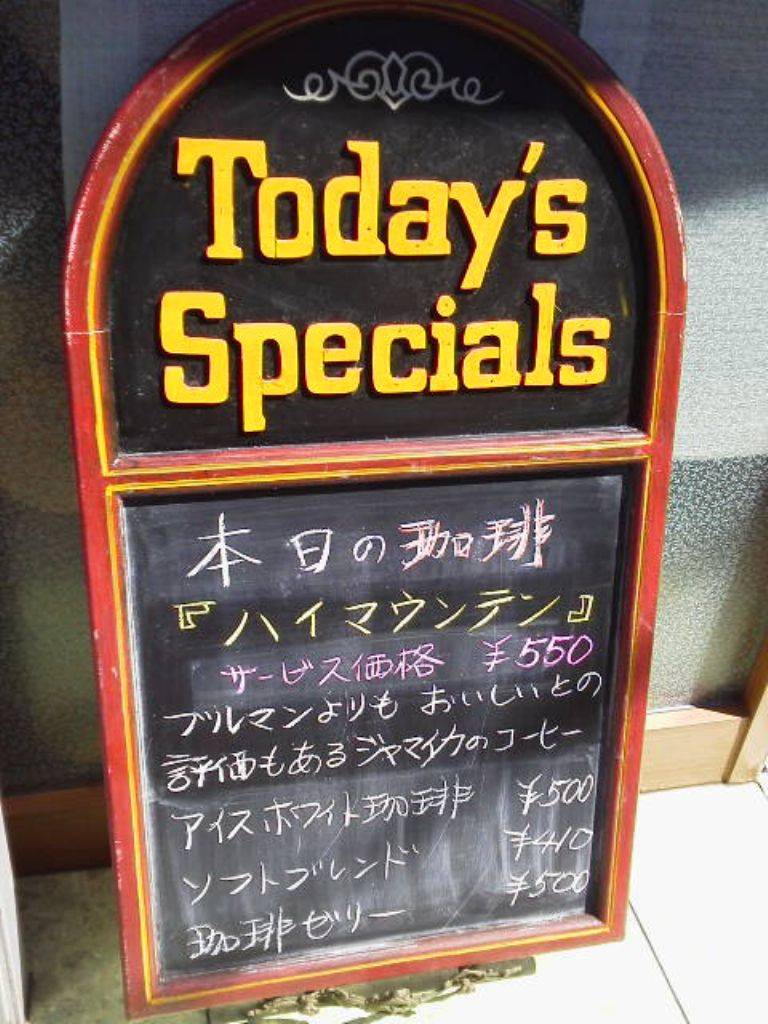 Today's
Specials
本日の珈琲
『ハイマウンテン』
サービス価格 ¥550
ブルマンよりも おいしいとの
評価もあるジャマイカのコーヒー
アイスホワイト珈琲 ¥500
ソフトブレンド ¥410
珈琲ゼリー ¥500